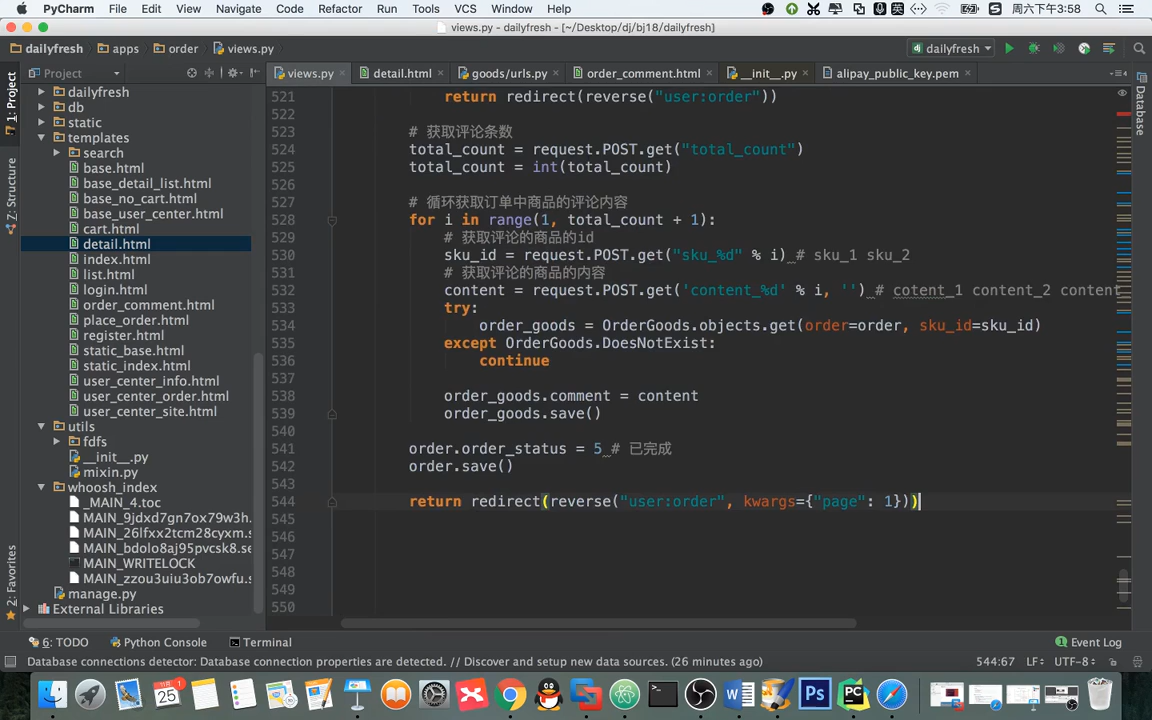 PyCharm File Edit View Navigate Code Refactor Run Tools VCS Window Help 周六下午3:58
views.py - dailyfresh - [~/Desktop/dj/bj18/dailyfresh]
dailyfresh apps order views.py dailyfresh
Project views.py detail.html goods/urls.py order_comment.html __init__.py alipay_public_key.pem
1: Project
Z: Structure
2: Favorites
Database
dailyfresh
db
static
templates
search
base.html
base_detail_list.html
base_no_cart.html
base_user_center.html
cart.html
detail.html
index.html
list.html
login.html
order_comment.html
place_order.html
register.html
static_base.html
static_index.html
user_center_info.html
user_center_order.html
user_center_site.html
utils
fdfs
__init__.py
mixin.py
whoosh_index
_MAIN_4.toc
MAIN_9jdxd7gn7ox79w3h.
MAIN_26lfxx2tcm28cyxm.se
MAIN_bdolo8aj95pvcsk8.se
MAIN_WRITELOCK
MAIN_zzou3uiu3ob7owfu.se
manage.py
External Libraries
521 return redirect(reverse("user:order"))
522
523 # 获取评论条数
524 total_count = request.POST.get("total_count")
525 total_count = int(total_count)
526
527 # 循环获取订单中商品的评论内容
528 for i in range(1, total_count + 1):
529 # 获取评论的商品的id
530 sku_id = request.POST.get("sku_%d" % i) # sku_1 sku_2
531 # 获取评论的商品的内容
532 content = request.POST.get('content_%d' % i, '') # cotent_1 content_2 content
533 try:
534 order_goods = OrderGoods.objects.get(order=order, sku_id=sku_id)
535 except OrderGoods.DoesNotExist:
536 continue
537
538 order_goods.comment = content
539 order_goods.save()
540
541 order.order_status = 5 # 已完成
542 order.save()
543
544 return redirect(reverse("user:order", kwargs={"page": 1}))
545
546
547
548
549
550
6: TODO Python Console Terminal Event Log
Database connections detector: Database connection properties are detected. // Discover and setup new data sources. (26 minutes ago) 544:67 LF÷ UTF-8÷